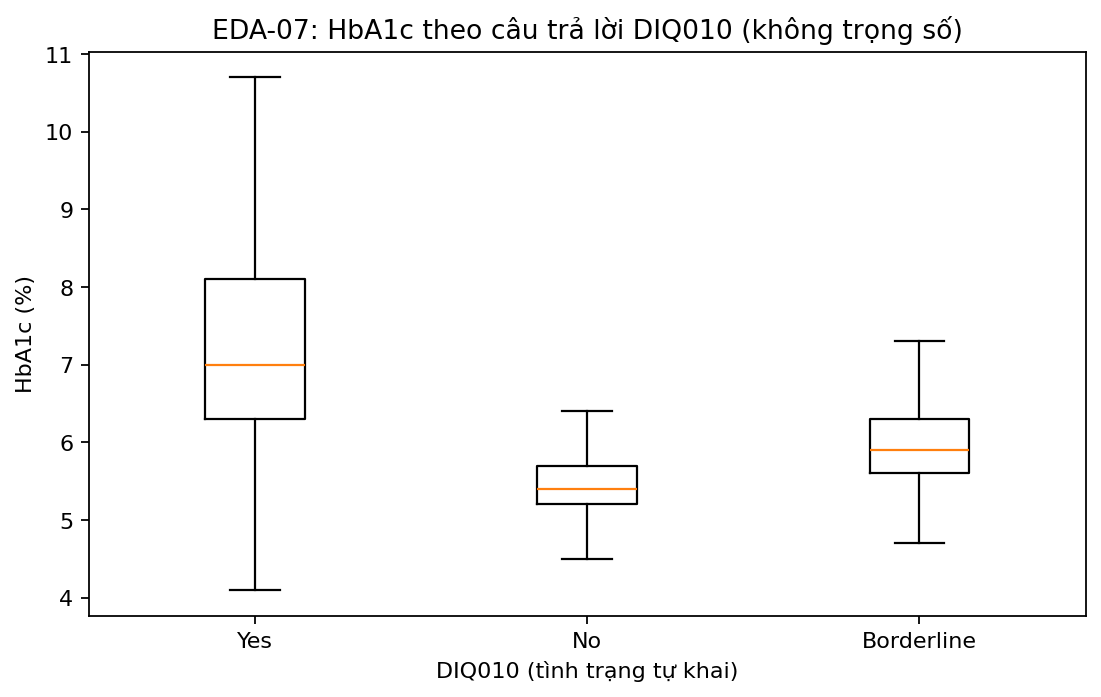 EDA-07: HbA1c theo câu trả lời DIQ010 (không trọng số)
11
10
9
8
7
6
5
4
HbA1c (%)
Yes
No
Borderline
DIQ010 (tình trạng tự khai)